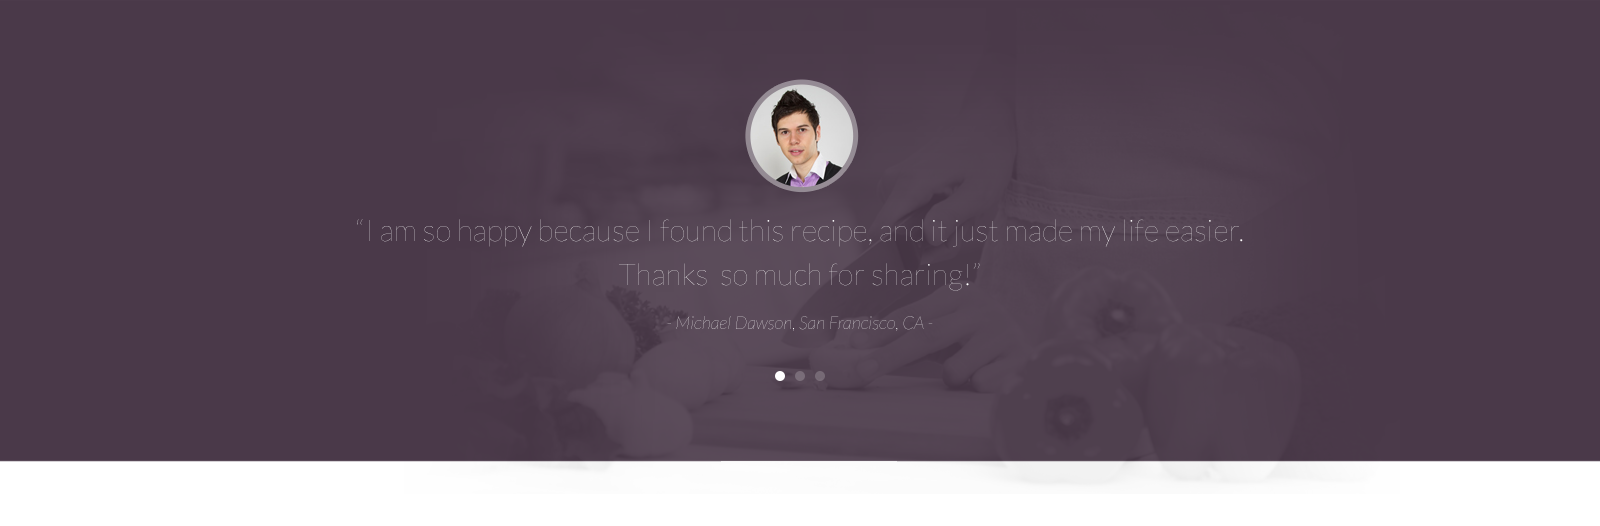 “I am so happy because I found this recipe, and it just made my life easier.
Thanks  so much for sharing!”
- Michael Dawson, San Francisco, CA -